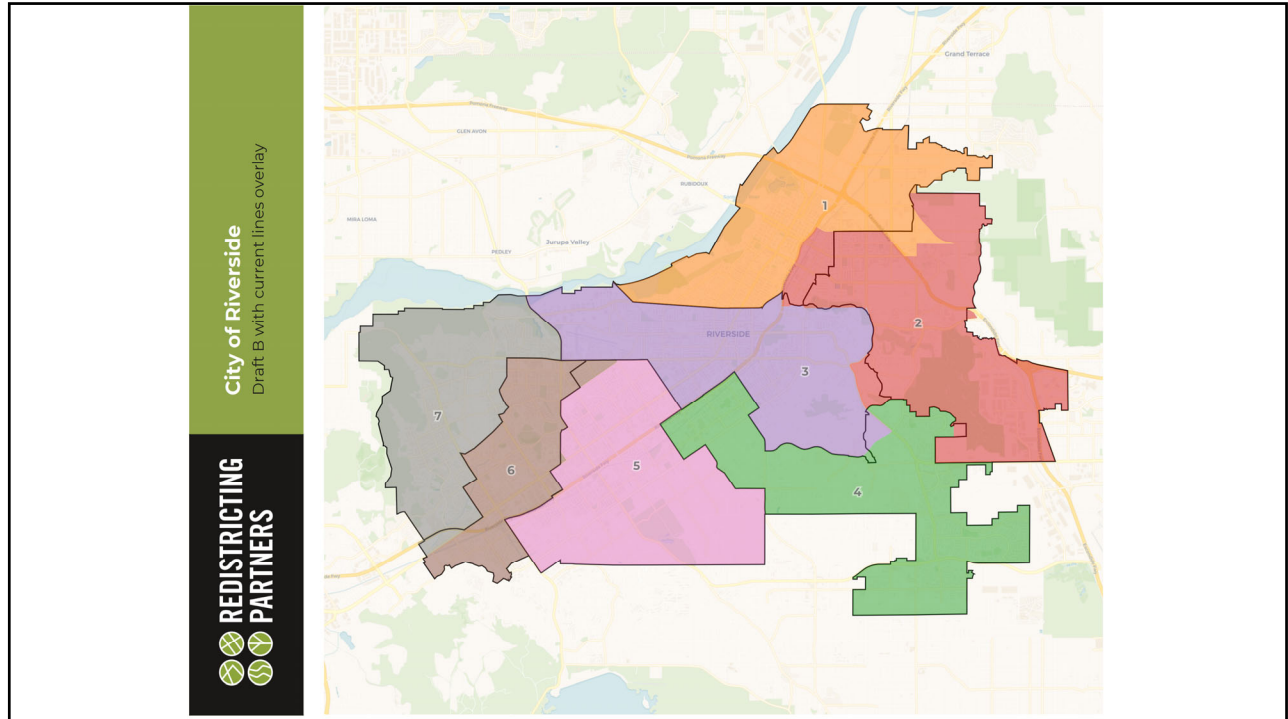 City of Riverside
Draft B with current lines overlay
REDISTRICTING
PARTNERS
Grand Terrace
GLEN AVON
RUBIDOUX
MIRA LOMA
Jurupa Valley
PEDLEY
RIVERSIDE
1
2
3
4
5
6
7